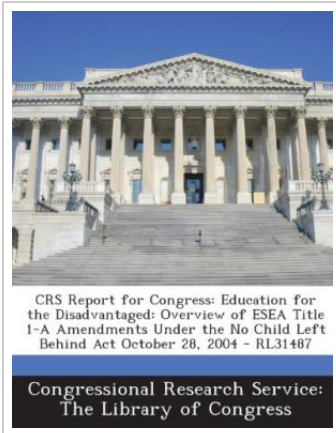 CRS Report for Congress: Education for
the Disadvantaged: Overview of ESEA Title
1-A Amendments Under the No Child Left
Behind Act October 28, 2004 - RL31487
Congressional Research Service:
The Library of Congress